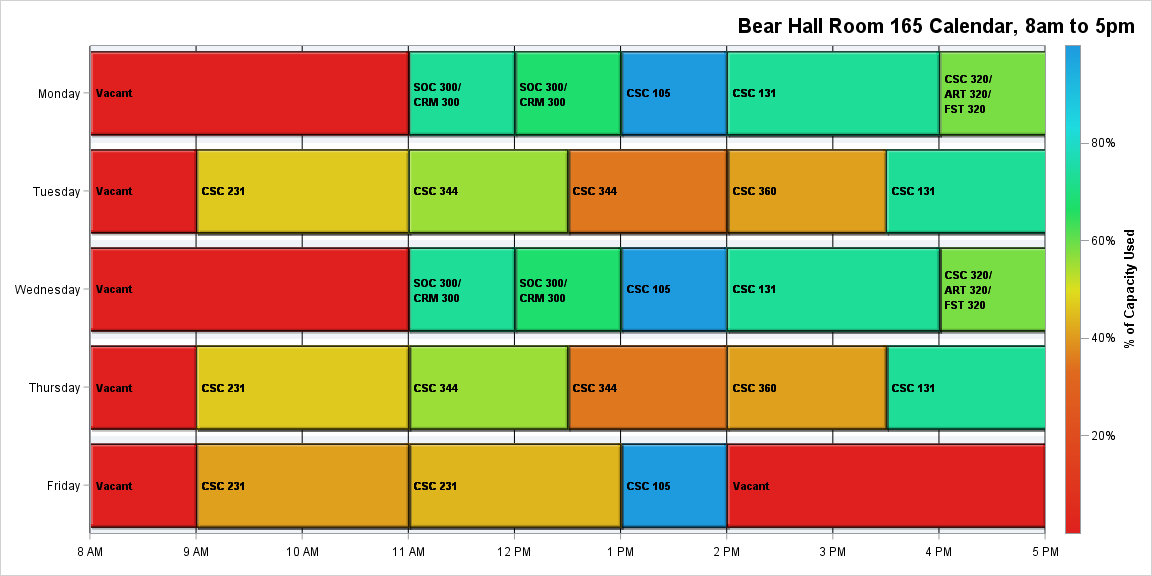 Bear Hall Room 165 Calendar, 8am to 5pm
Monday
Vacant
SOC 300/
CRM 300
SOC 300/
CRM 300
CSC 105
CSC 131
CSC 320/
ART 320/
FST 320
Tuesday
Vacant
CSC 231
CSC 344
CSC 344
CSC 360
CSC 131
Wednesday
Vacant
SOC 300/
CRM 300
SOC 300/
CRM 300
CSC 105
CSC 131
CSC 320/
ART 320/
FST 320
Thursday
Vacant
CSC 231
CSC 344
CSC 344
CSC 360
CSC 131
Friday
Vacant
CSC 231
CSC 231
CSC 105
Vacant
8 AM
9 AM
10 AM
11 AM
12 PM
1 PM
2 PM
3 PM
4 PM
5 PM
80%
60%
40%
20%
% of Capacity Used